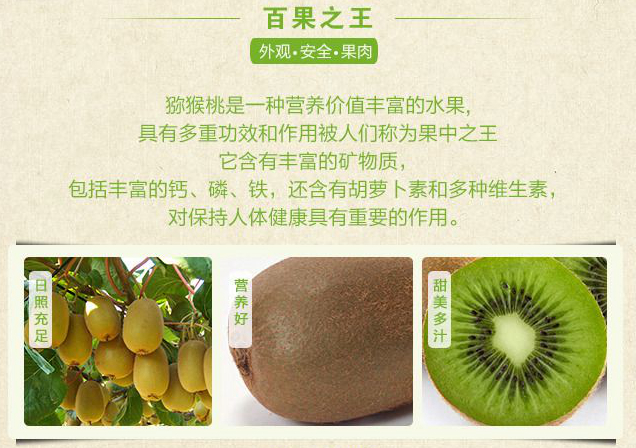 百果之王
外观•安全•果肉
猕猴桃是一种营养价值丰富的水果，
具有多重功效和作用被人们称为果中之王
它含有丰富的矿物质，
包括丰富的钙、磷、铁，还含有胡萝卜素和多种维生素，
对保持人体健康具有重要的作用。
日照充足
营养好
甜美多汁